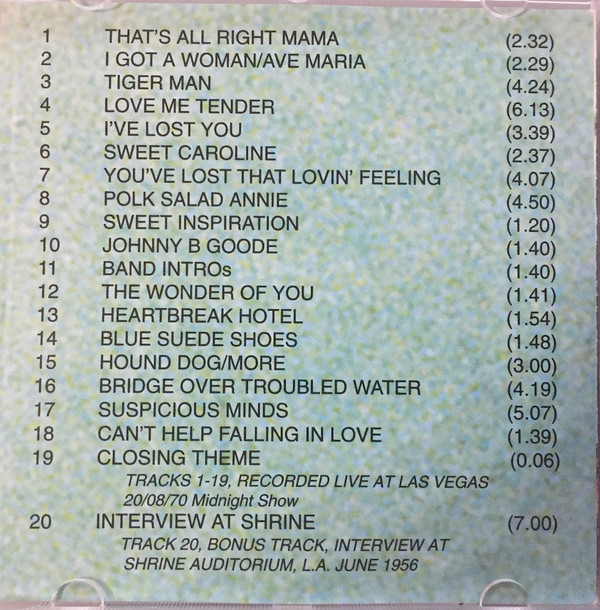 1 THAT'S ALL RIGHT MAMA (2.32)
2 I GOT A WOMAN/AVE MARIA (2.29)
3 TIGER MAN (4.24)
4 LOVE ME TENDER (6.13)
5 I'VE LOST YOU (3.39)
6 SWEET CAROLINE (2.37)
7 YOU'VE LOST THAT LOVIN' FEELING (4.07)
8 POLK SALAD ANNIE (4.50)
9 SWEET INSPIRATION (1.20)
10 JOHNNY B GOODE (1.40)
11 BAND INTROs (1.40)
12 THE WONDER OF YOU (1.41)
13 HEARTBREAK HOTEL (1.54)
14 BLUE SUEDE SHOES (1.48)
15 HOUND DOG/MORE (3.00)
16 BRIDGE OVER TROUBLED WATER (4.19)
17 SUSPICIOUS MINDS (5.07)
18 CAN'T HELP FALLING IN LOVE (1.39)
19 CLOSING THEME (0.06)
TRACKS 1-19, RECORDED LIVE AT LAS VEGAS
20/08/70 Midnight Show
20 INTERVIEW AT SHRINE (7.00)
TRACK 20, BONUS TRACK, INTERVIEW AT
SHRINE AUDITORIUM, L.A. JUNE 1956